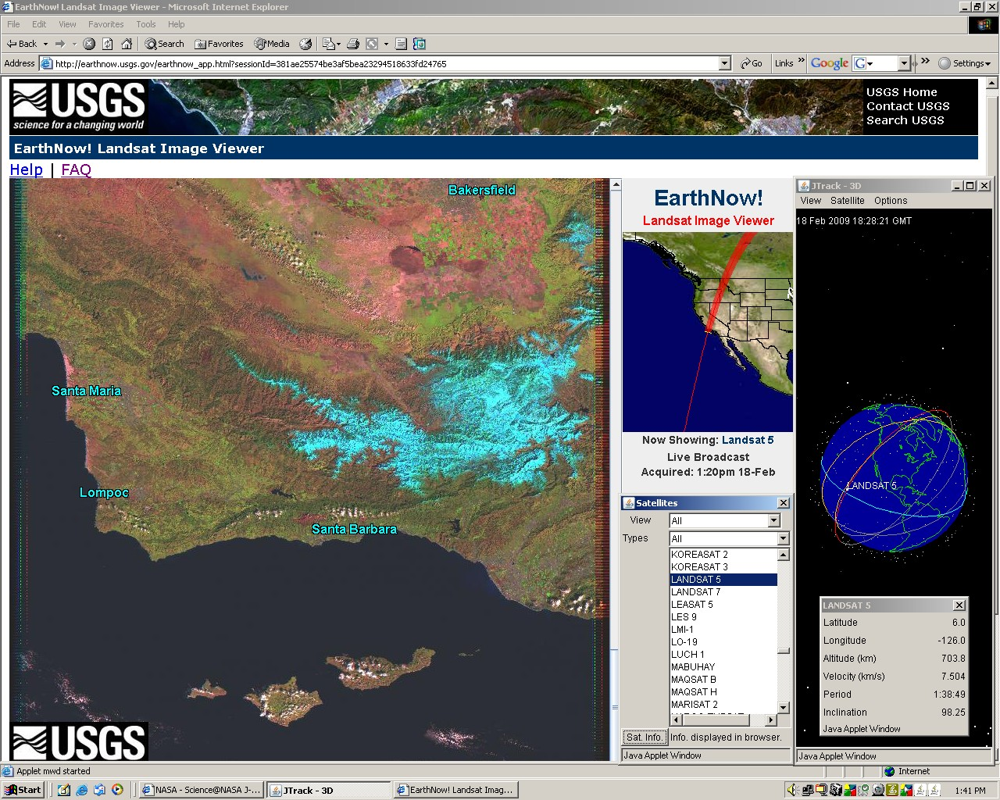 EarthNow! Landsat Image Viewer - Microsoft Internet Explorer
File Edit View Favorites Tools Help
Back Search Favorites Media
Address http://earthnow.usgs.gov/earthnow_app.html?sessionId=381ae25574be3af5bea23294518633fd24765 Go Links » Google G » Settings
USGS
science for a changing world
USGS Home
Contact USGS
Search USGS
EarthNow! Landsat Image Viewer
Help | FAQ
Bakersfield
Santa Maria
Lompoc
Santa Barbara
USGS
EarthNow!
Landsat Image Viewer
Now Showing: Landsat 5
Live Broadcast
Acquired: 1:20pm 18-Feb
Satellites
View All
Types All
KOREASAT 2
KOREASAT 3
LANDSAT 5
LANDSAT 7
LEASAT 5
LES 9
LMI-1
LO-19
LUCH 1
MABUHAY
MAQSAT B
MAQSAT H
MARISAT 2
Sat. Info. Info. displayed in browser.
Java Applet Window
JTrack - 3D
View Satellite Options
18 Feb 2009 18:28:21 GMT
LANDSAT 5
LANDSAT 5
Latitude 6.0
Longitude -126.0
Altitude (km) 703.8
Velocity (km/s) 7.504
Period 1:38:49
Inclination 98.25
Java Applet Window
Java Applet Window
Applet mwd started Internet
Start NASA - Science@NASA J-... JTrack - 3D EarthNow! Landsat Imag... 1:41 PM